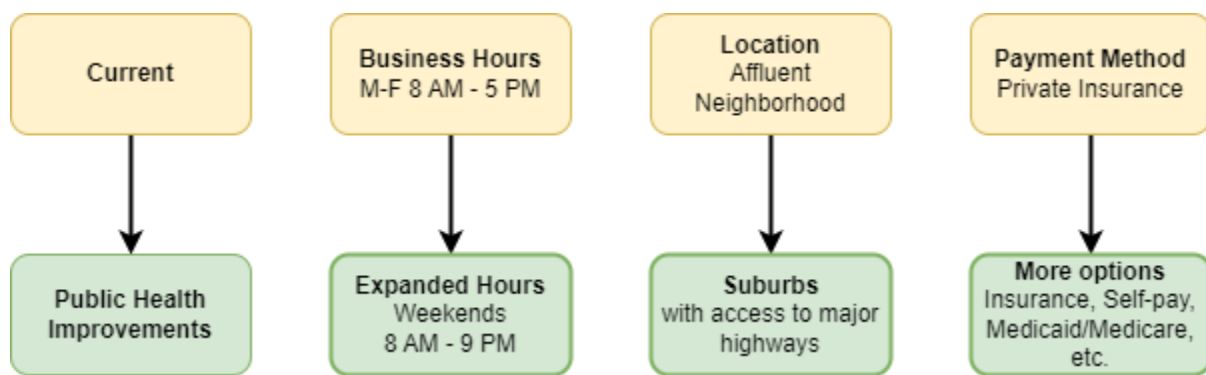 Current
Business Hours
M-F 8 AM - 5 PM
Location
Affluent
Neighborhood
Payment Method
Private Insurance
Public Health
Improvements
Expanded Hours
Weekends
8 AM - 9 PM
Suburbs
with access to major
highways
More options
Insurance, Self-pay,
Medicaid/Medicare,
etc.